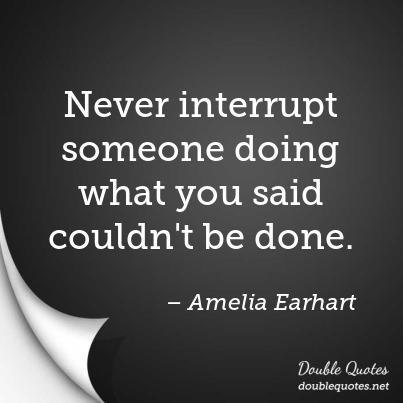 Never interrupt
someone doing
what you said
couldn't be done.
– Amelia Earhart
Double Quotes
doublequotes.net